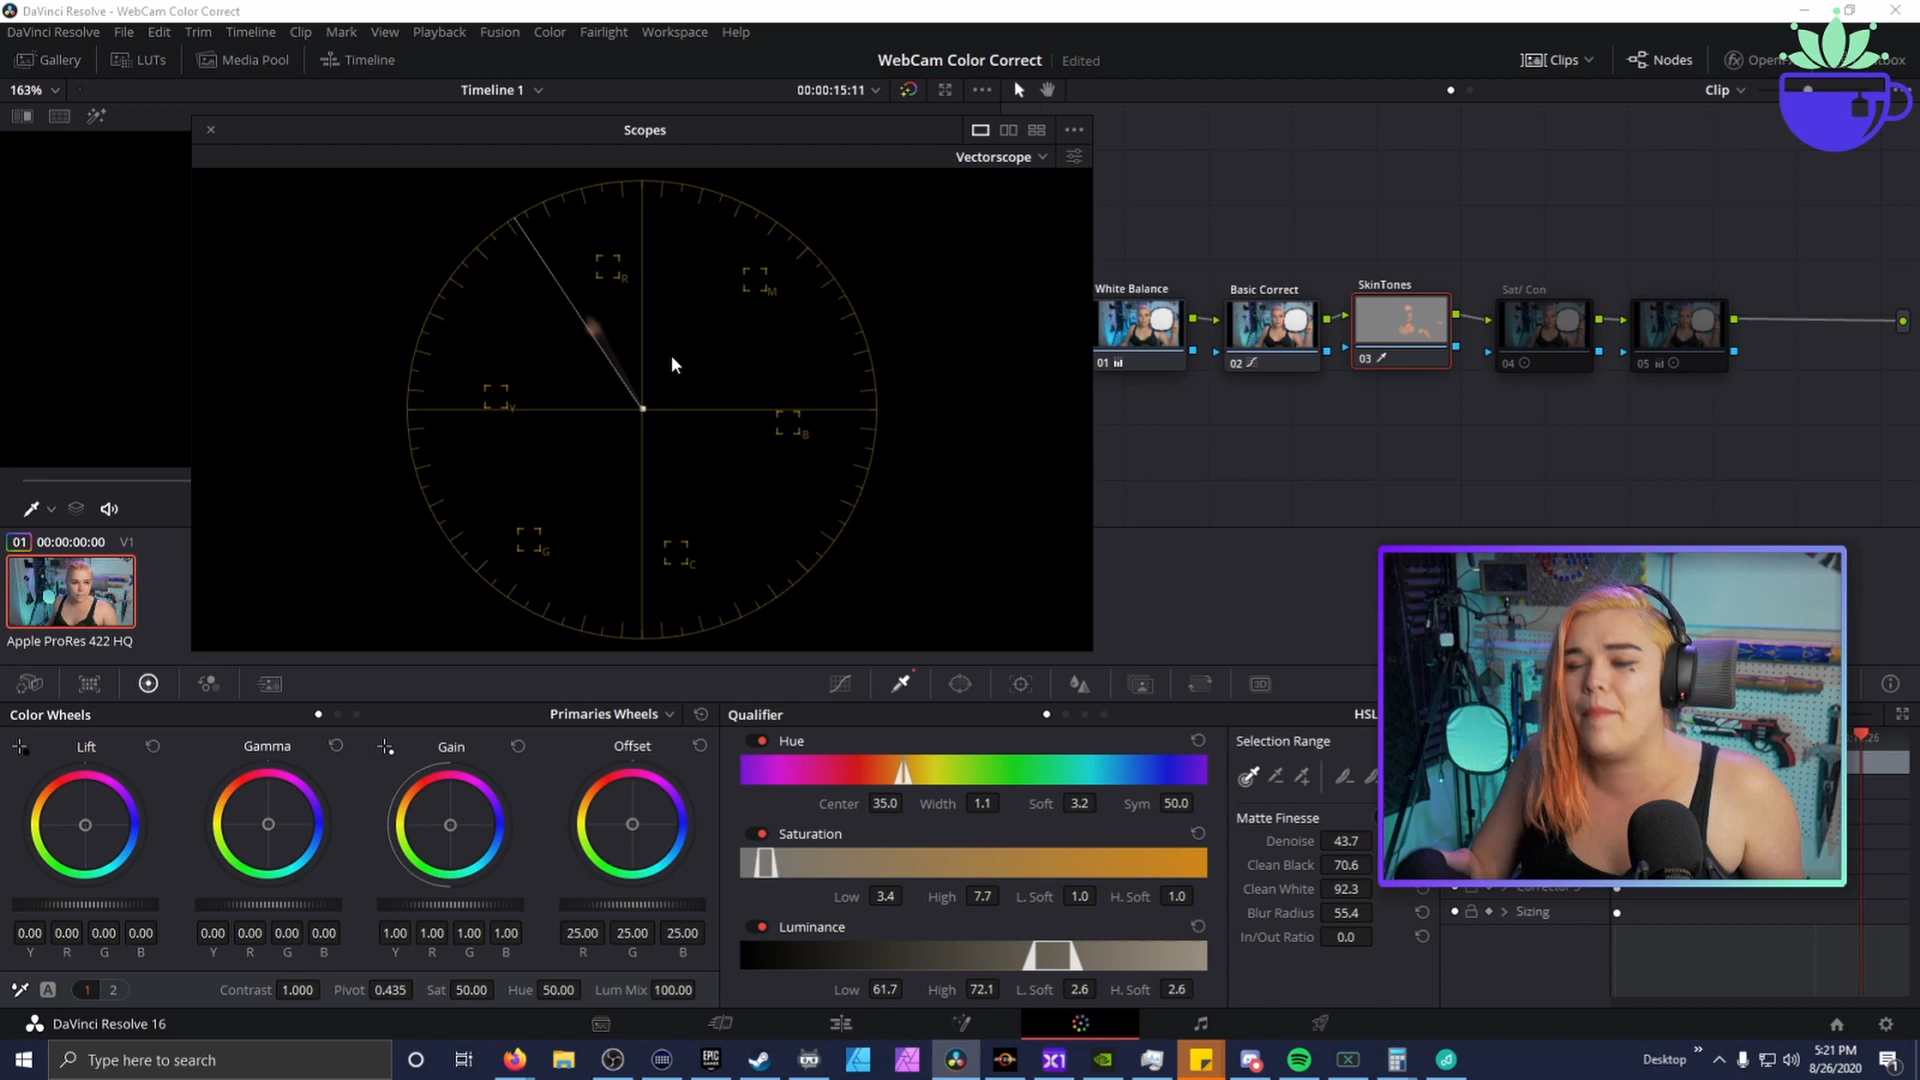 DaVinci Resolve - WebCam Color Correct
DaVinci Resolve File Edit Trim Timeline Clip Mark View Playback Fusion Color Fairlight Workspace Help
Gallery LUTs Media Pool Timeline WebCam Color Correct Edited Clips Nodes
163% Timeline 1 00:00:15:11 Clip
Scopes
Vectorscope
R
M
Y
B
G
C
White Balance Basic Correct SkinTones Sat/ Con
01 02 03 04 05
01 00:00:00:00 V1
Apple ProRes 422 HQ
Color Wheels Primaries Wheels Qualifier HSL
Lift Gamma Gain Offset
0.00 0.00 0.00 0.00 0.00 0.00 0.00 0.00 1.00 1.00 1.00 1.00 25.00 25.00 25.00
Y R G B Y R G B Y R G B R G B
A 1 2 Contrast 1.000 Pivot 0.435 Sat 50.00 Hue 50.00 Lum Mix 100.00
Hue
Center 35.0 Width 1.1 Soft 3.2 Sym 50.0
Saturation
Low 3.4 High 7.7 L. Soft 1.0 H. Soft 1.0
Luminance
Low 61.7 High 72.1 L. Soft 2.6 H. Soft 2.6
Selection Range
Matte Finesse
Denoise 43.7
Clean Black 70.6
Clean White 92.3
Blur Radius 55.4
In/Out Ratio 0.0
Sizing
DaVinci Resolve 16
Type here to search
EPIC
X1
Desktop
5:21 PM
8/26/2020
1